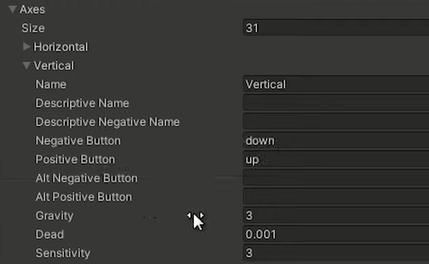 Axes
Size 31
Horizontal
Vertical
Name Vertical
Descriptive Name
Descriptive Negative Name
Negative Button down
Positive Button up
Alt Negative Button
Alt Positive Button
Gravity 3
Dead 0.001
Sensitivity 3